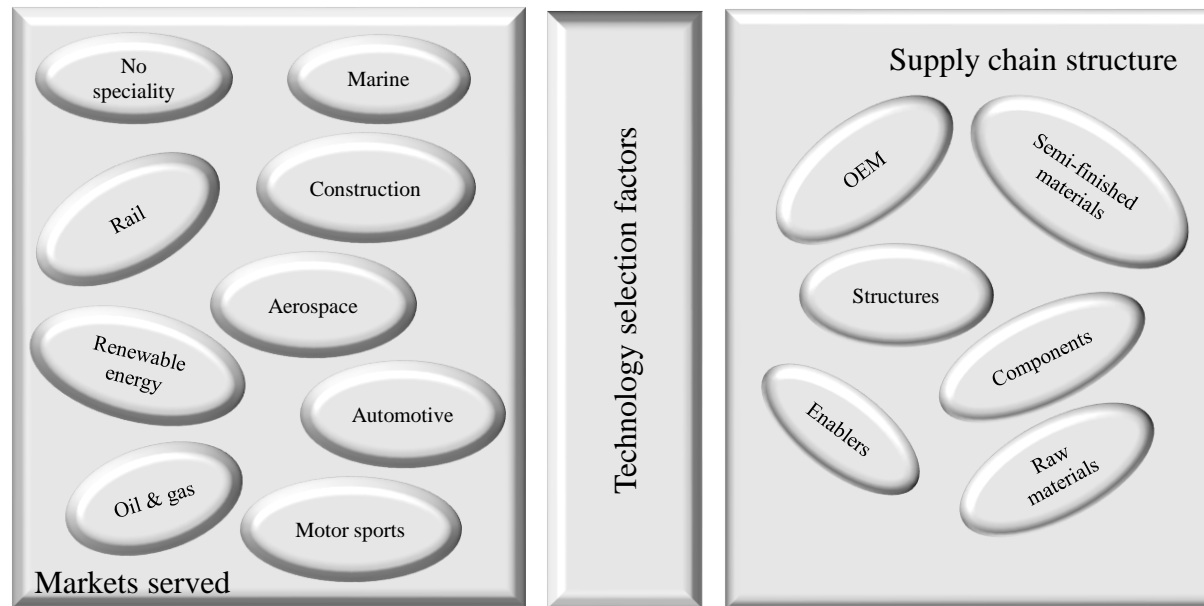 No
speciality
Marine
Rail
Construction
Aerospace
Renewable
energy
Automotive
Oil & gas
Motor sports
Markets served
Technology selection factors
Supply chain structure
OEM
Semi-finished
materials
Structures
Components
Enablers
Raw
materials